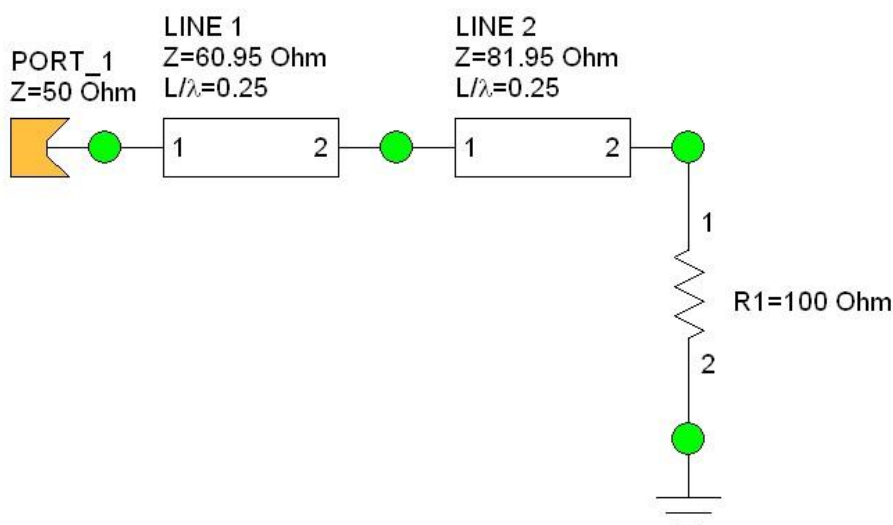 LINE 1
Z=60.95 Ohm
L/λ=0.25
LINE 2
Z=81.95 Ohm
L/λ=0.25
PORT_1
Z=50 Ohm
1
2
1
2
1
R1=100 Ohm
2